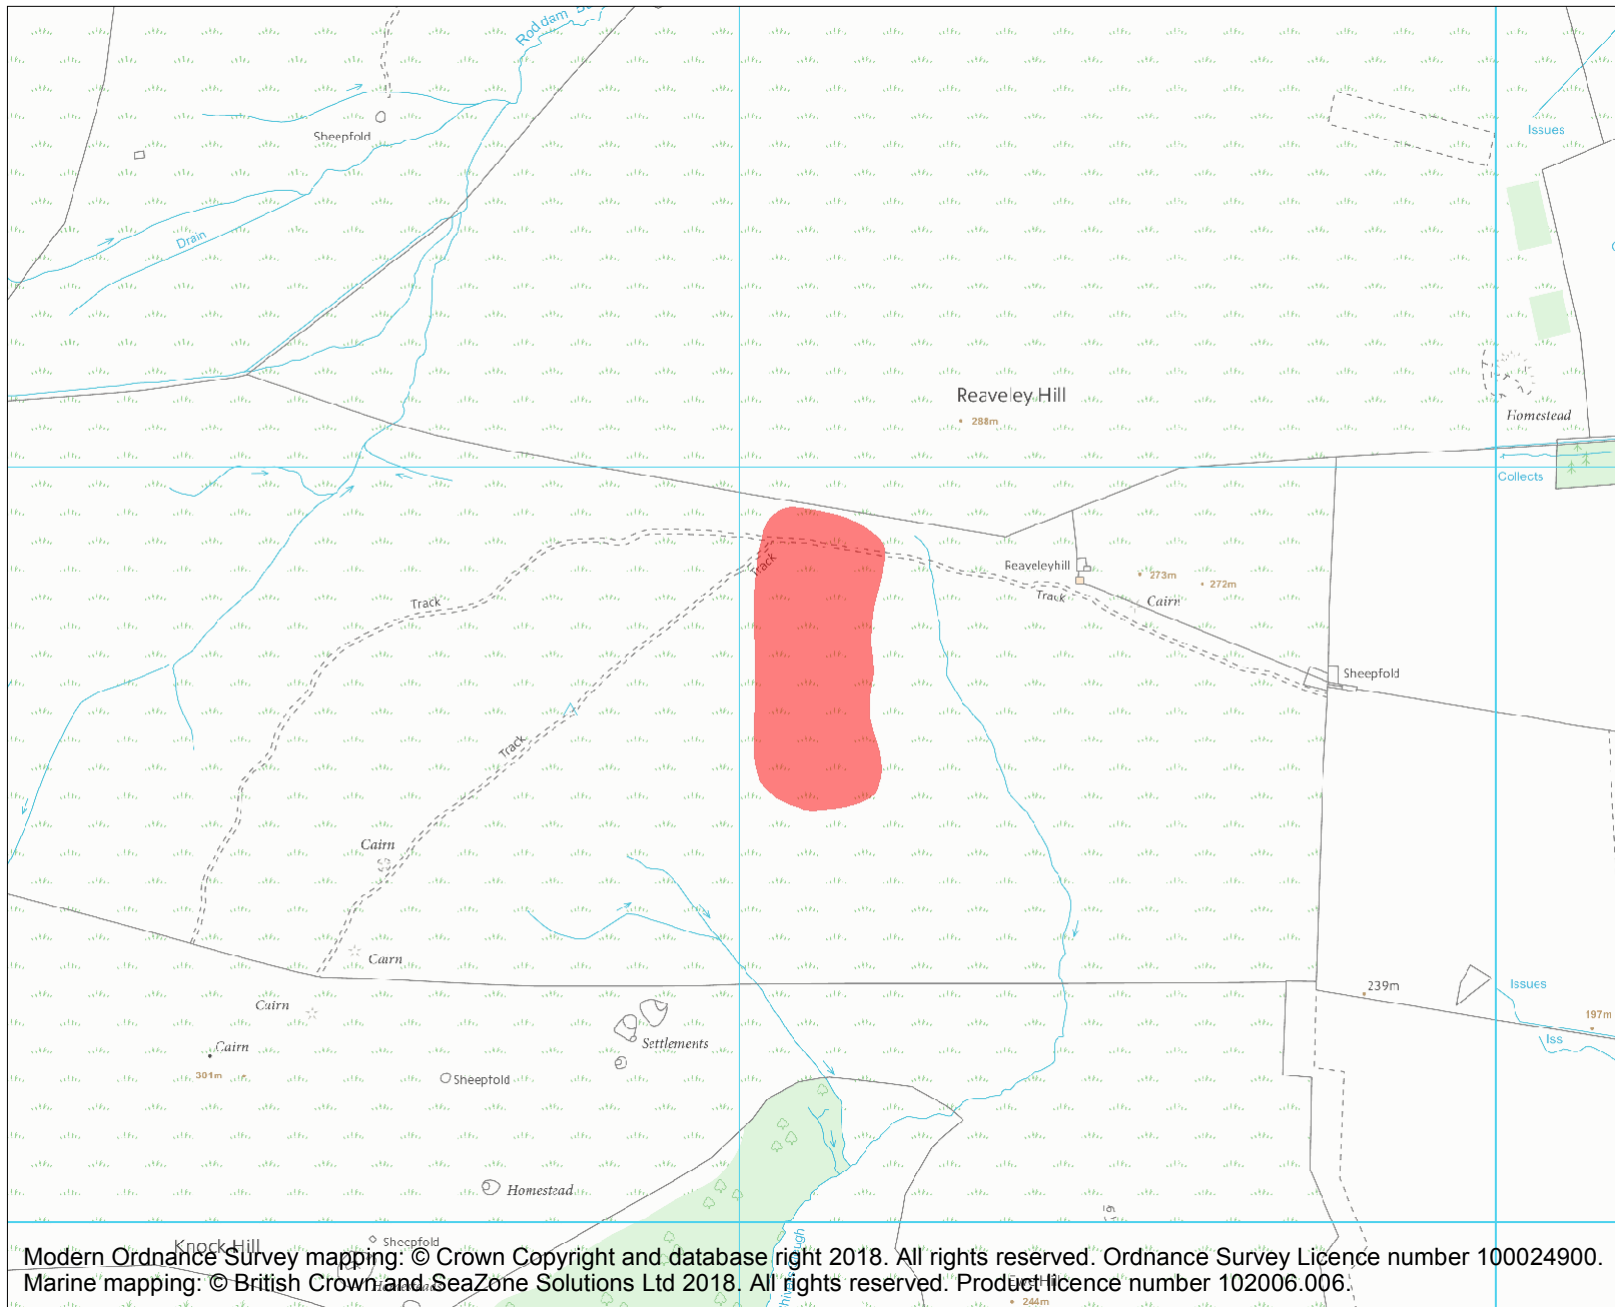 Roddam
Sheepfold
Issues
Drain
Reaveley Hill
288m
Homestead
Collects
Track
Reaveleyhill
273m
272m
Track
Cairn
Track
Sheepfold
Track
Cairn
Cairn
239m
Issues
Cairn
197m
Settlements
Iss
Cairn
301m
Sheepfold
Homestead
Knock Hill
Sheepfold
Modern Ordnance Survey mapping: © Crown Copyright and database right 2018. All rights reserved. Ordnance Survey Licence number 100024900.
Marine mapping: © British Crown and SeaZone Solutions Ltd 2018. All rights reserved. Product licence number 102006.006.
Homesteads
244m